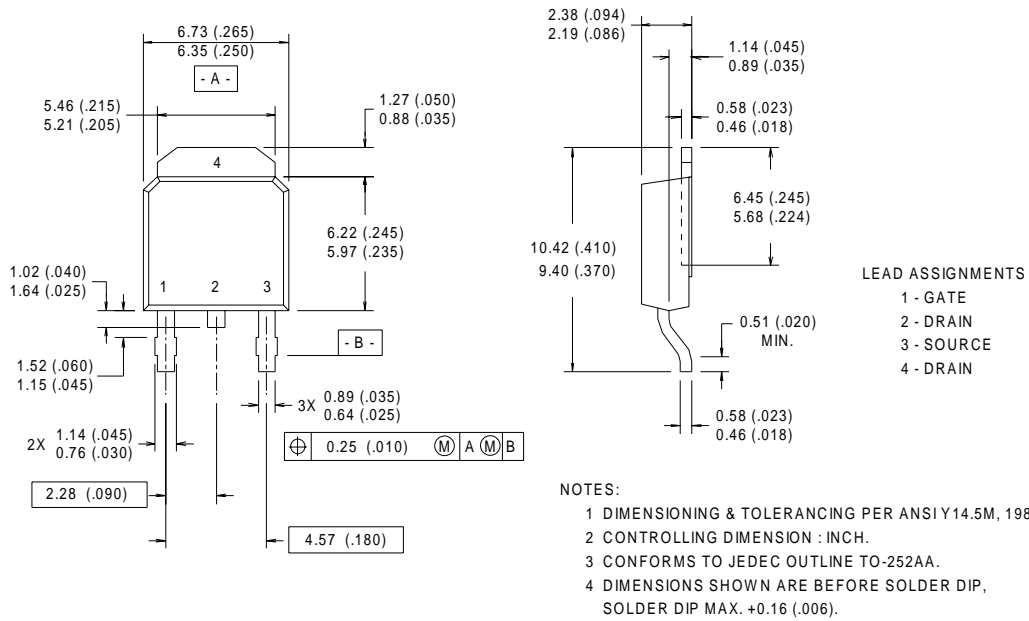 6.73 (.265)
6.35 (.250)
- A -
5.46 (.215)
5.21 (.205)
1.27 (.050)
0.88 (.035)
4
6.22 (.245)
5.97 (.235)
1.02 (.040)
1.64 (.025)
1 2 3
- B -
1.52 (.060)
1.15 (.045)
3X 0.89 (.035)
0.64 (.025)
2X 1.14 (.045)
0.76 (.030)
⌖ 0.25 (.010) Ⓜ A Ⓜ B
2.28 (.090)
4.57 (.180)
2.38 (.094)
2.19 (.086)
1.14 (.045)
0.89 (.035)
0.58 (.023)
0.46 (.018)
6.45 (.245)
5.68 (.224)
10.42 (.410)
9.40 (.370)
0.51 (.020)
MIN.
0.58 (.023)
0.46 (.018)
LEAD ASSIGNMENTS
1 - GATE
2 - DRAIN
3 - SOURCE
4 - DRAIN
NOTES:
1 DIMENSIONING & TOLERANCING PER ANSI Y14.5M, 198
2 CONTROLLING DIMENSION : INCH.
3 CONFORMS TO JEDEC OUTLINE TO-252AA.
4 DIMENSIONS SHOWN ARE BEFORE SOLDER DIP,
SOLDER DIP MAX. +0.16 (.006).